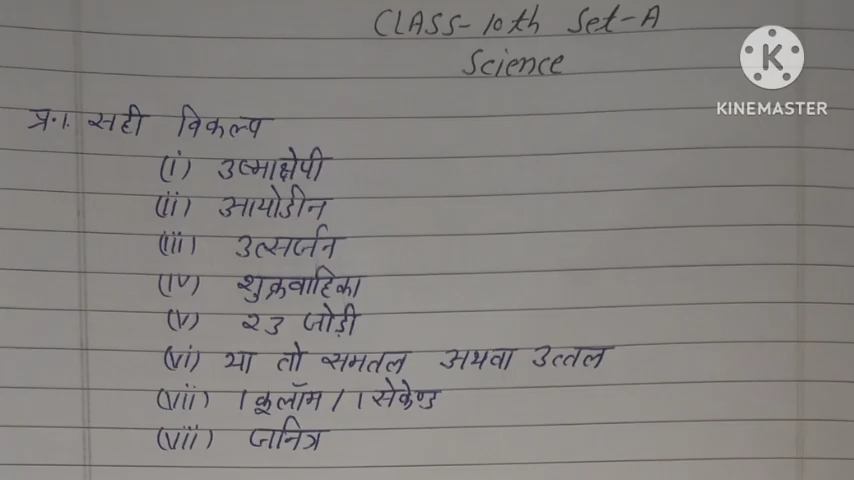 CLASS-10th Set-A
Science
KINEMASTER
प्र.1. सही विकल्प
(i) उष्माक्षेपी
(ii) आयोडीन
(iii) उत्सर्जन
(iv) शुक्रवाहिका
(v) २३ जोड़ी
(vi) या तो समतल अथवा उत्तल
(vii) 1 कूलॉम / 1 सेकेण्ड
(viii) जनित्र